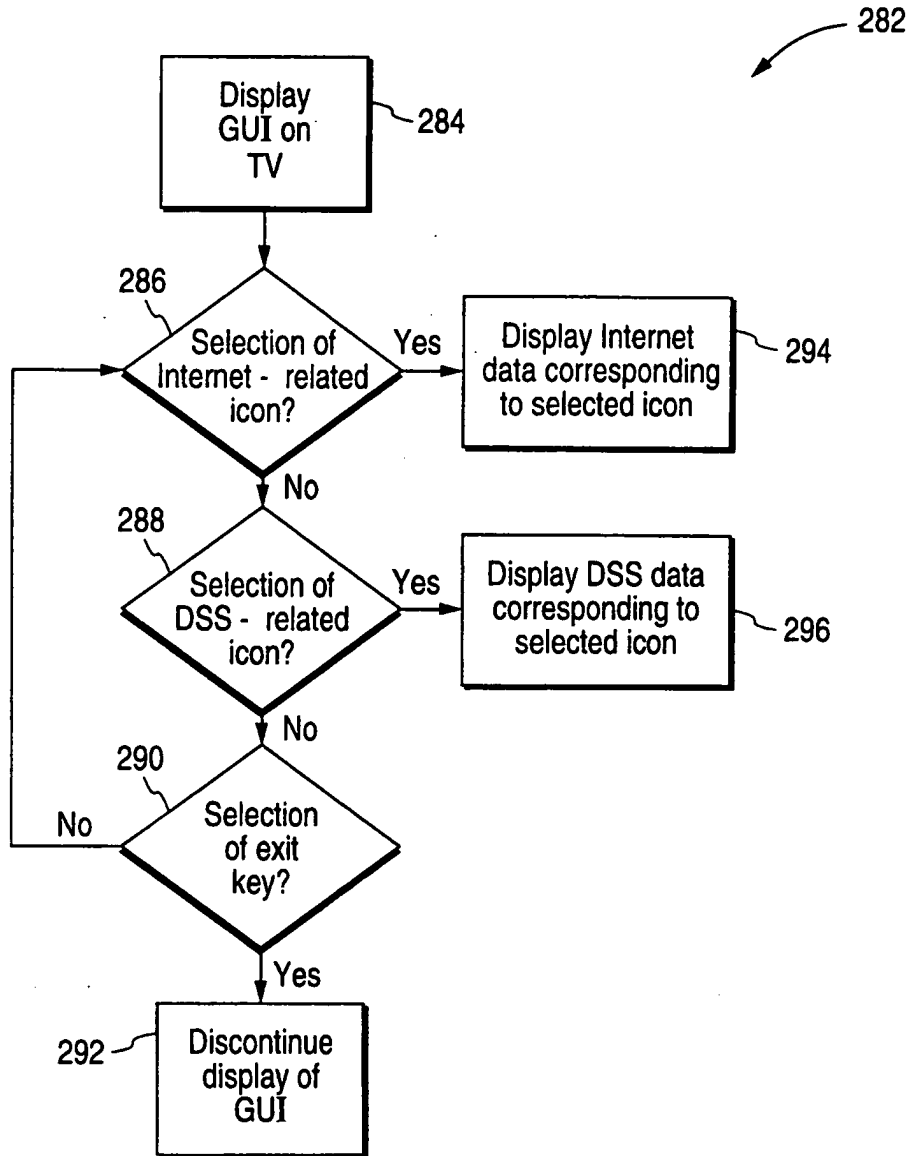 282
Display
GUI on
TV
284
286
Selection of
Internet - related
icon?
Yes
Display Internet
data corresponding
to selected icon
294
No
288
Selection of
DSS - related
icon?
Yes
Display DSS data
corresponding to
selected icon
296
No
290
Selection
of exit
key?
No
Yes
292
Discontinue
display of
GUI